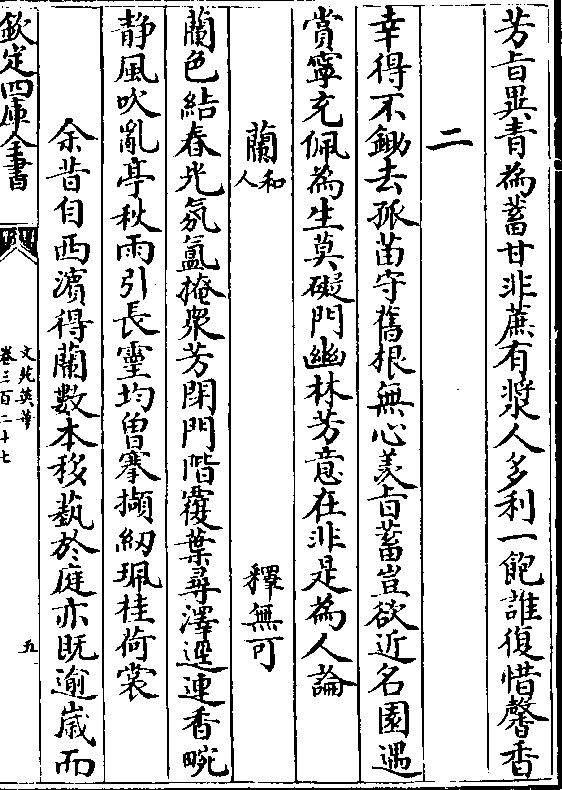 芳旨異青為蓄甘非蔗有漿人多利一飽誰復惜馨香
二
幸得不鋤去孤苗守舊根無心羨旨蓄豈欲近名園遇
賞寧充佩為生莫礙門幽林芳意在非是為人論
蘭和人 釋無可
蘭色結春光氛氲掩衆芳閉門階覆葉尋澤逕連香畹
静風吹亂亭秋雨引長靈均曽搴擷紉珮桂荷裳
余昔自西濵得蘭數本移蓺於庭亦既逾嵗而
欽定四庫全書
文苑英華
卷三百二十七
五